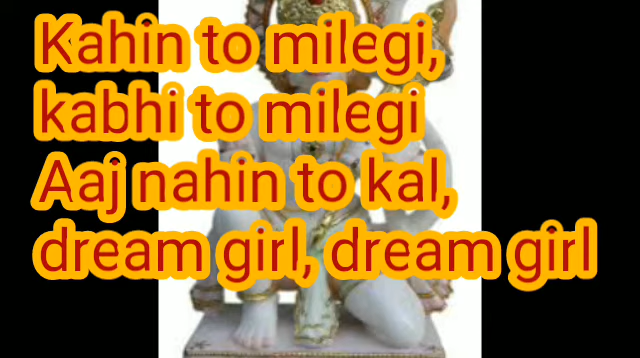 Kahin to milegi,
kabhi to milegi
Aaj nahin to kal,
dream girl, dream girl